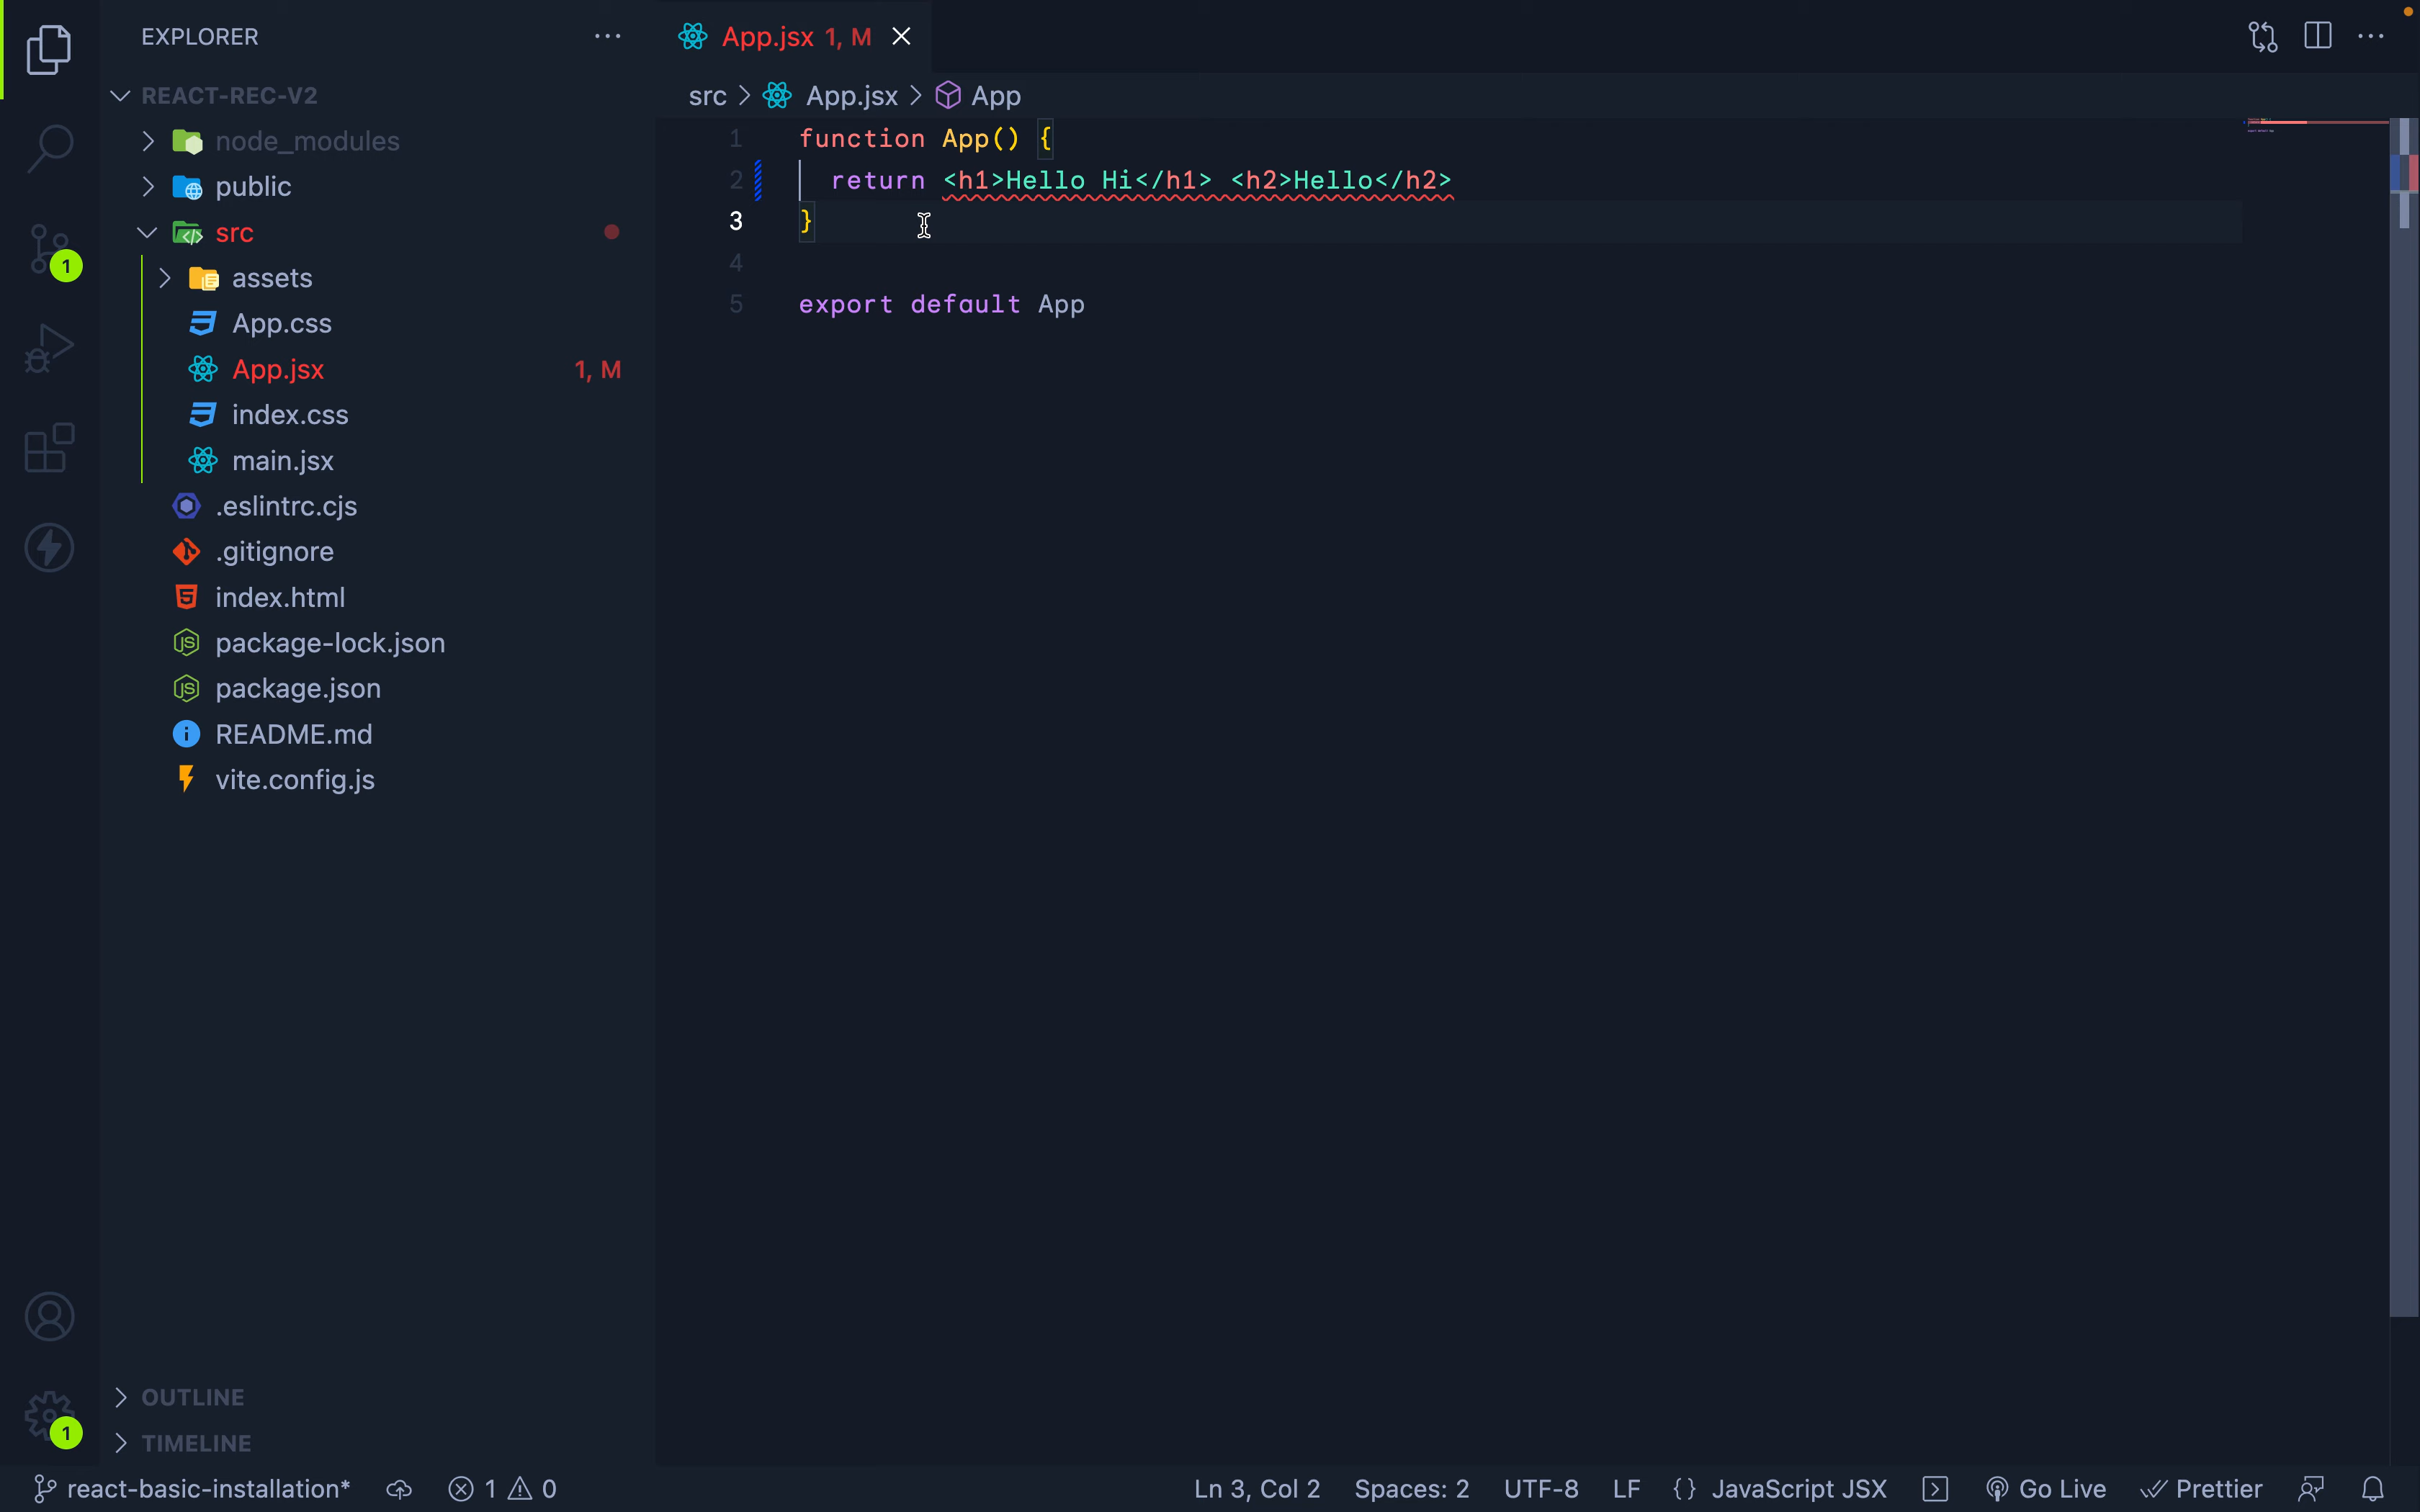 EXPLORER
REACT-REC-V2
node_modules
public
src
assets
App.css
App.jsx 1, M
index.css
main.jsx
.eslintrc.cjs
.gitignore
index.html
package-lock.json
package.json
README.md
vite.config.js
OUTLINE
TIMELINE
1
1
App.jsx 1, M
src > App.jsx > App
1 function App() {
2 return <h1>Hello Hi</h1> <h2>Hello</h2>
3 }
4
5 export default App
react-basic-installation* 1 0 Ln 3, Col 2 Spaces: 2 UTF-8 LF {} JavaScript JSX Go Live Prettier